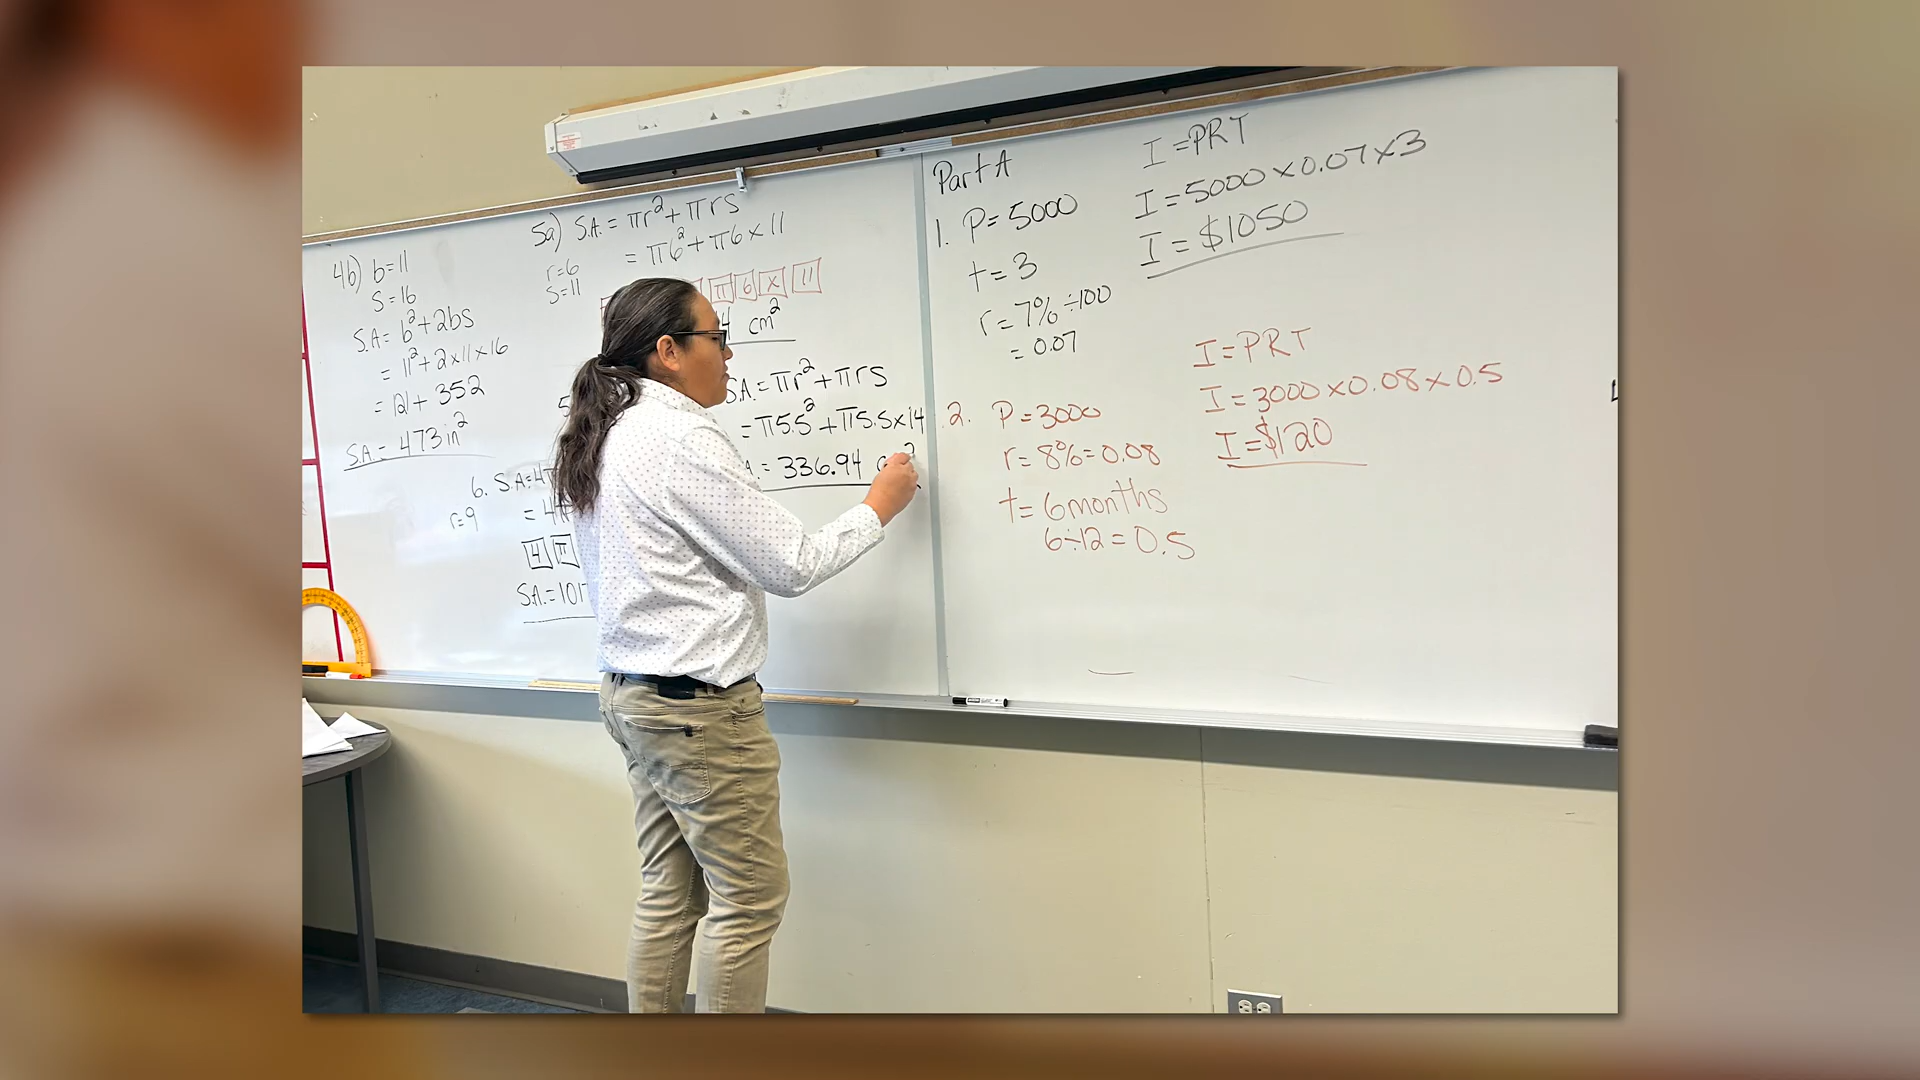 4b) b=11
S=16
S.A.= b²+2bs
= 11²+2×11×16
= 121+352
S.A.= 473in²
5a) S.A.= πr²+πrs
= π6²+π6×11
r=6
s=11
π 6 × 11
4 cm²
S.A.=πr²+πrs
=π5.5²+π5.5×14
A.= 336.94
6. S.A.=4π
r=9
= 4π
4 π
S.A.=101
Part A
1. P=5000
t=3
r=7%÷100
=0.07
I=PRT
I=5000×0.07×3
I=$1050
2. P=3000
r=8%=0.08
t=6months
6÷12=0.5
I=PRT
I=3000×0.08×0.5
I=$120